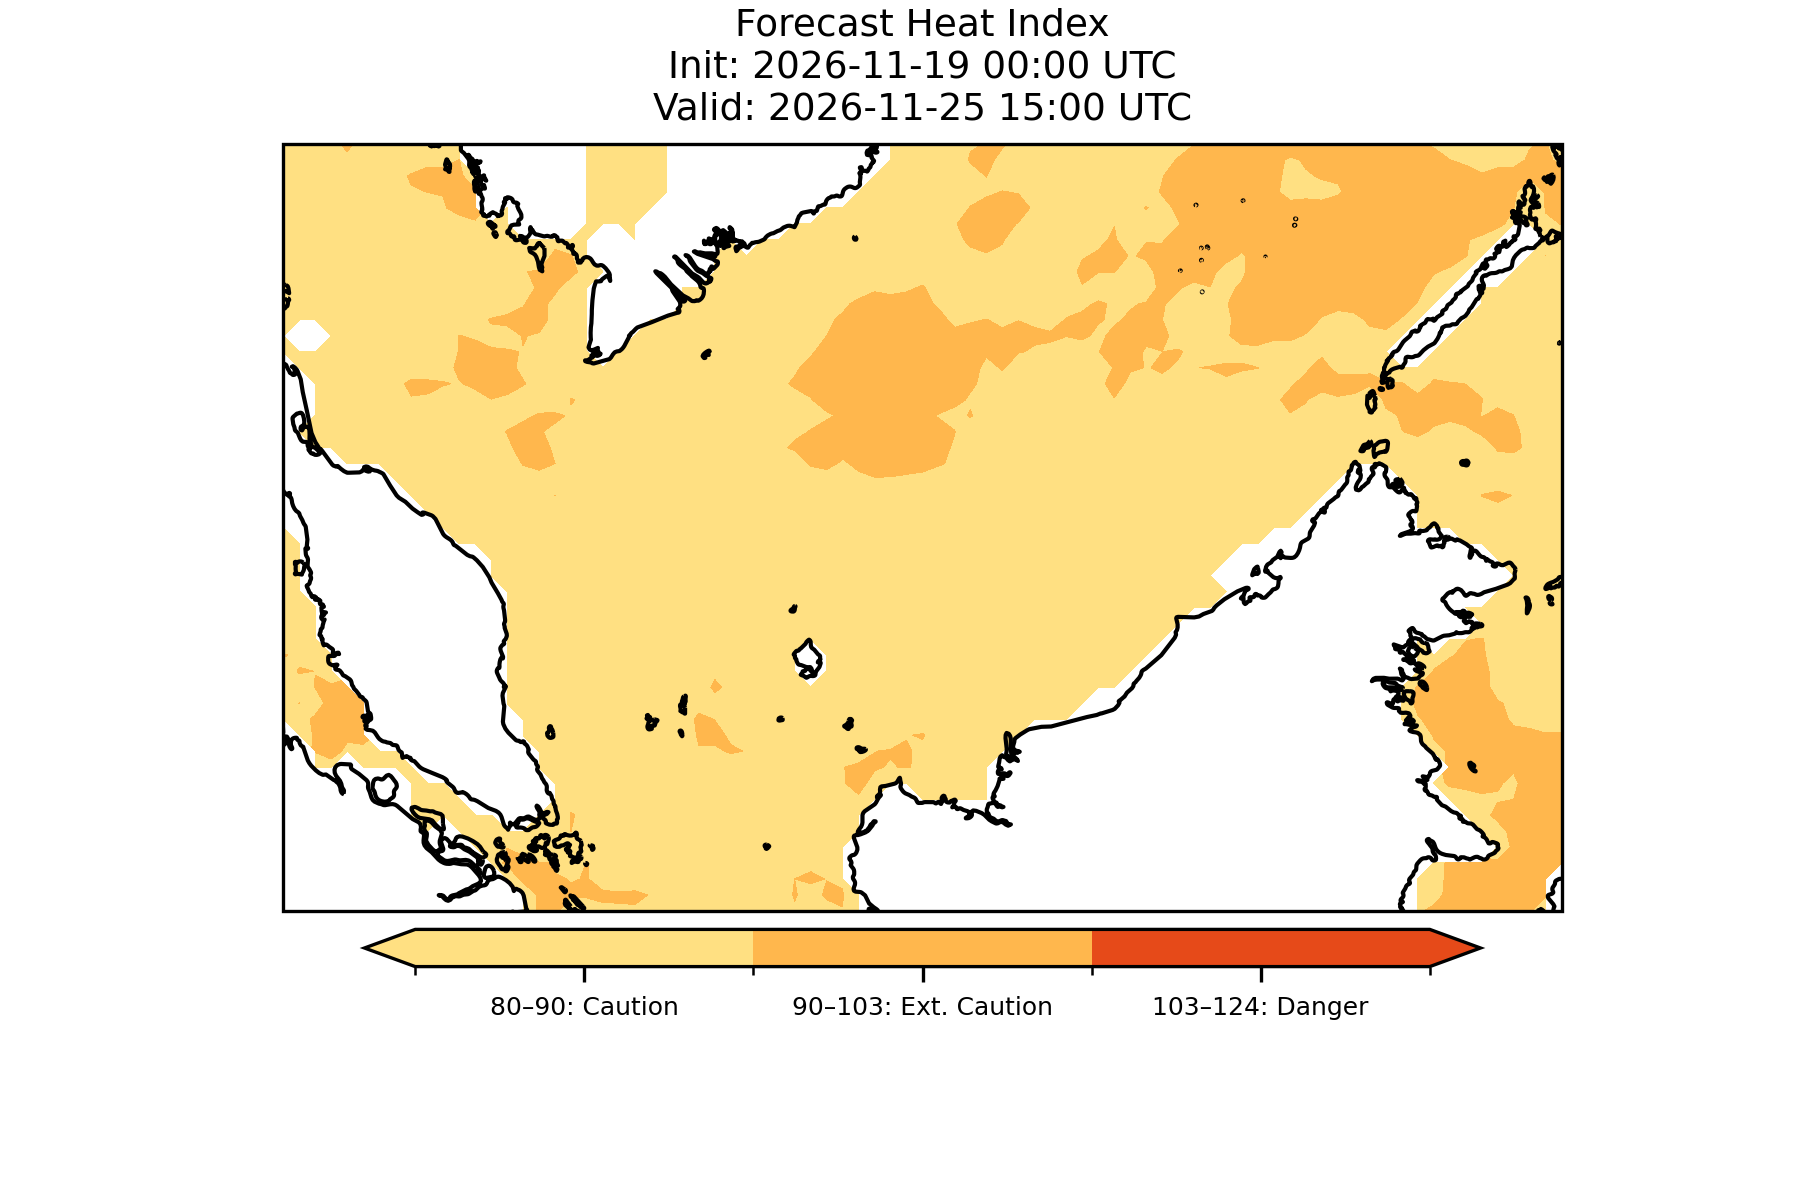 Forecast Heat Index
Init: 2026-11-19 00:00 UTC
Valid: 2026-11-25 15:00 UTC
80–90: Caution
90–103: Ext. Caution
103–124: Danger